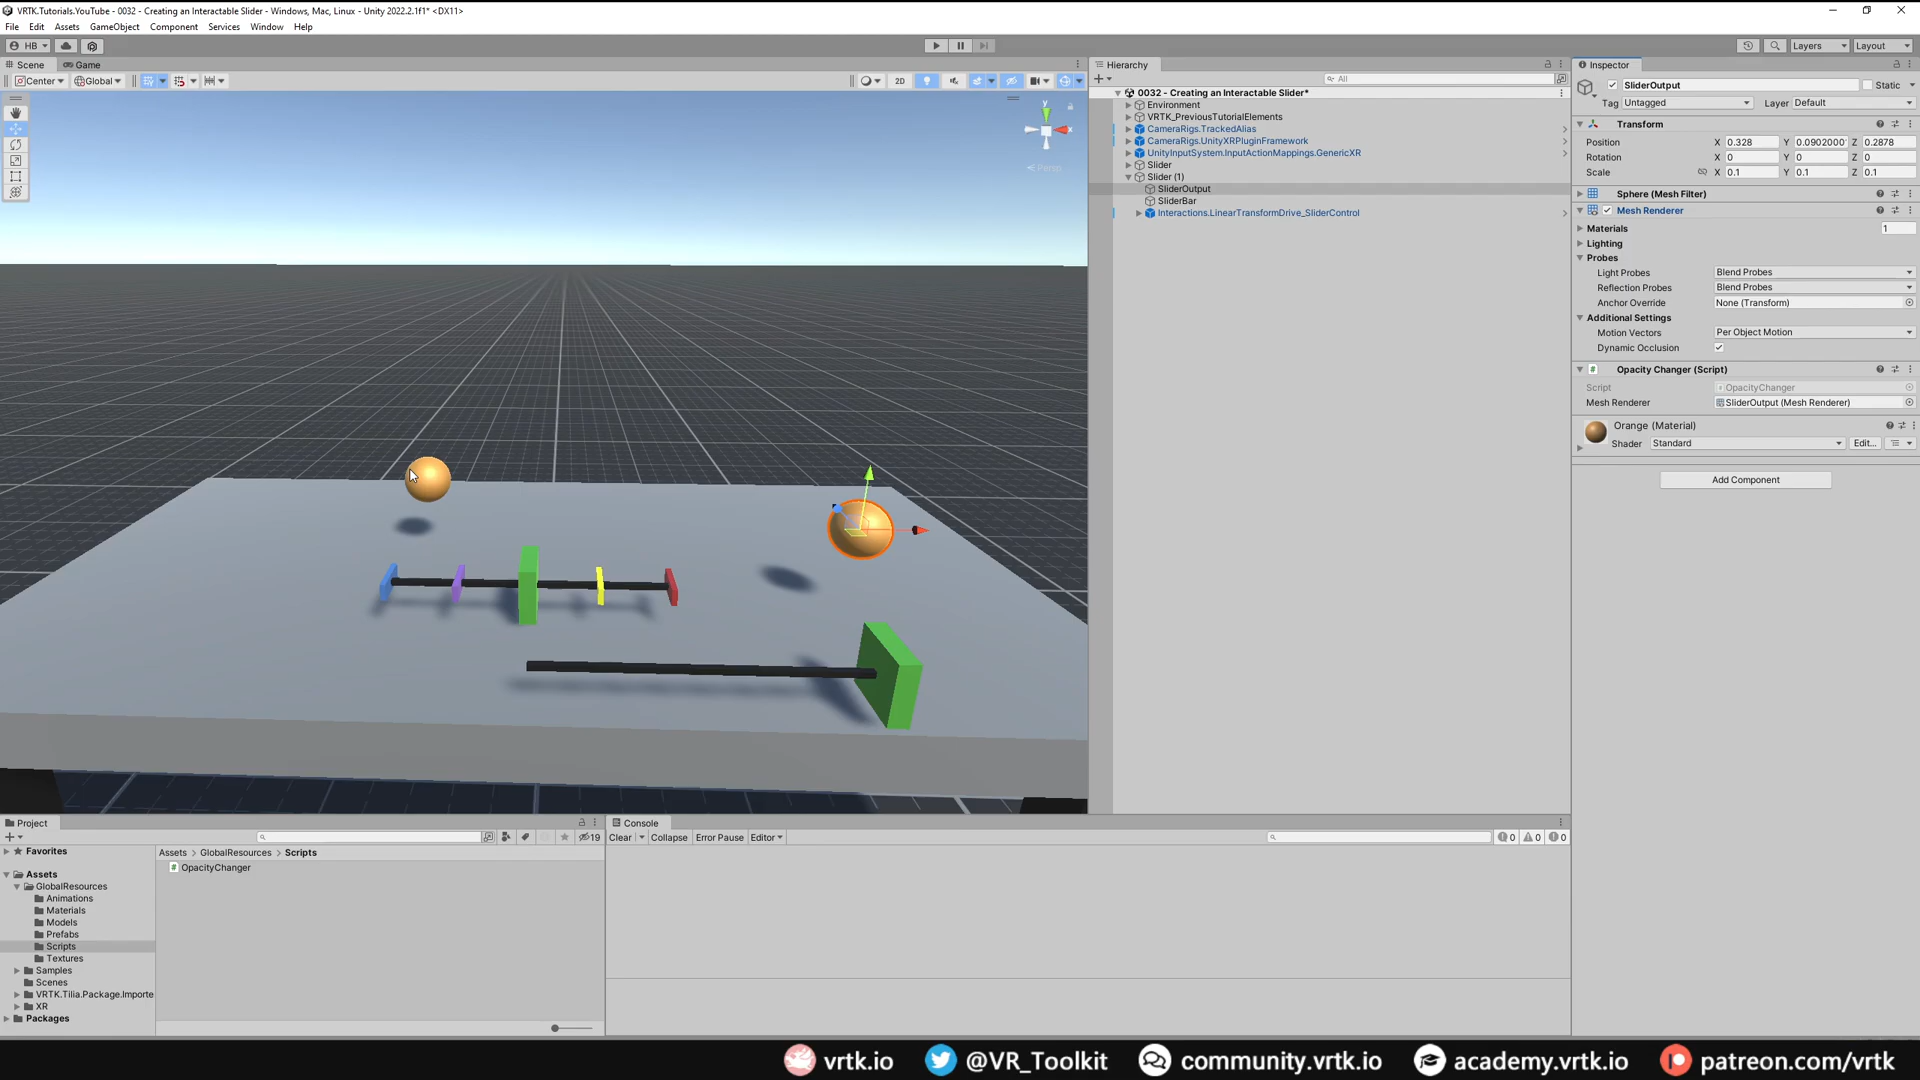 VRTK.Tutorials.YouTube - 0032 - Creating an Interactable Slider - Windows, Mac, Linux - Unity 2022.2.1f1* <DX11>
File Edit Assets GameObject Component Services Window Help
HB Layers Layout
Scene Game
Center Global 2D
y
x
Persp
Hierarchy
All
0032 - Creating an Interactable Slider*
Environment
VRTK_PreviousTutorialElements
CameraRigs.TrackedAlias
CameraRigs.UnityXRPluginFramework
UnityInputSystem.InputActionMappings.GenericXR
Slider
Slider (1)
SliderOutput
SliderBar
Interactions.LinearTransformDrive_SliderControl
Inspector
SliderOutput Static
Tag Untagged Layer Default
Transform
Position X 0.328 Y 0.0902000 Z 0.2878
Rotation X 0 Y 0 Z 0
Scale X 0.1 Y 0.1 Z 0.1
Sphere (Mesh Filter)
Mesh Renderer
Materials 1
Lighting
Probes
Light Probes Blend Probes
Reflection Probes Blend Probes
Anchor Override None (Transform)
Additional Settings
Motion Vectors Per Object Motion
Dynamic Occlusion
# Opacity Changer (Script)
Script OpacityChanger
Mesh Renderer SliderOutput (Mesh Renderer)
Orange (Material)
Shader Standard Edit...
Add Component
Project
19
Favorites
Assets
GlobalResources
Animations
Materials
Models
Prefabs
Scripts
Textures
Samples
Scenes
VRTK.Tilia.Package.Importe
XR
Packages
Assets > GlobalResources > Scripts
OpacityChanger
Console
Clear Collapse Error Pause Editor 0 0 0
vrtk.io @VR_Toolkit community.vrtk.io academy.vrtk.io patreon.com/vrtk